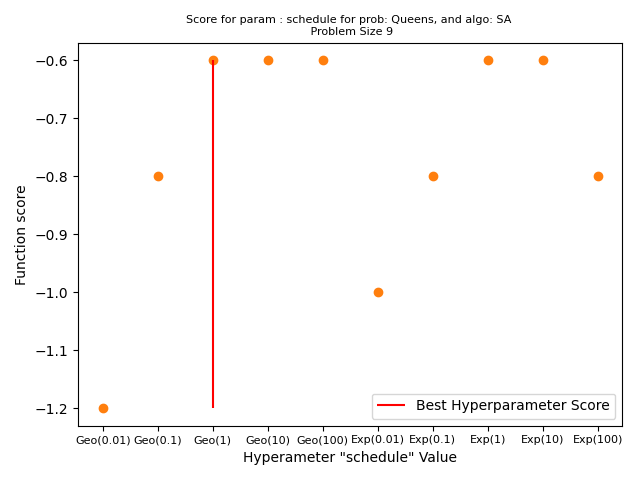 Score for param : schedule for prob: Queens, and algo: SA
Problem Size 9
Function score
−0.6
−0.7
−0.8
−0.9
−1.0
−1.1
−1.2
Best Hyperparameter Score
Geo(0.01) Geo(0.1) Geo(1) Geo(10) Geo(100) Exp(0.01) Exp(0.1) Exp(1) Exp(10) Exp(100)
Hyperameter "schedule" Value